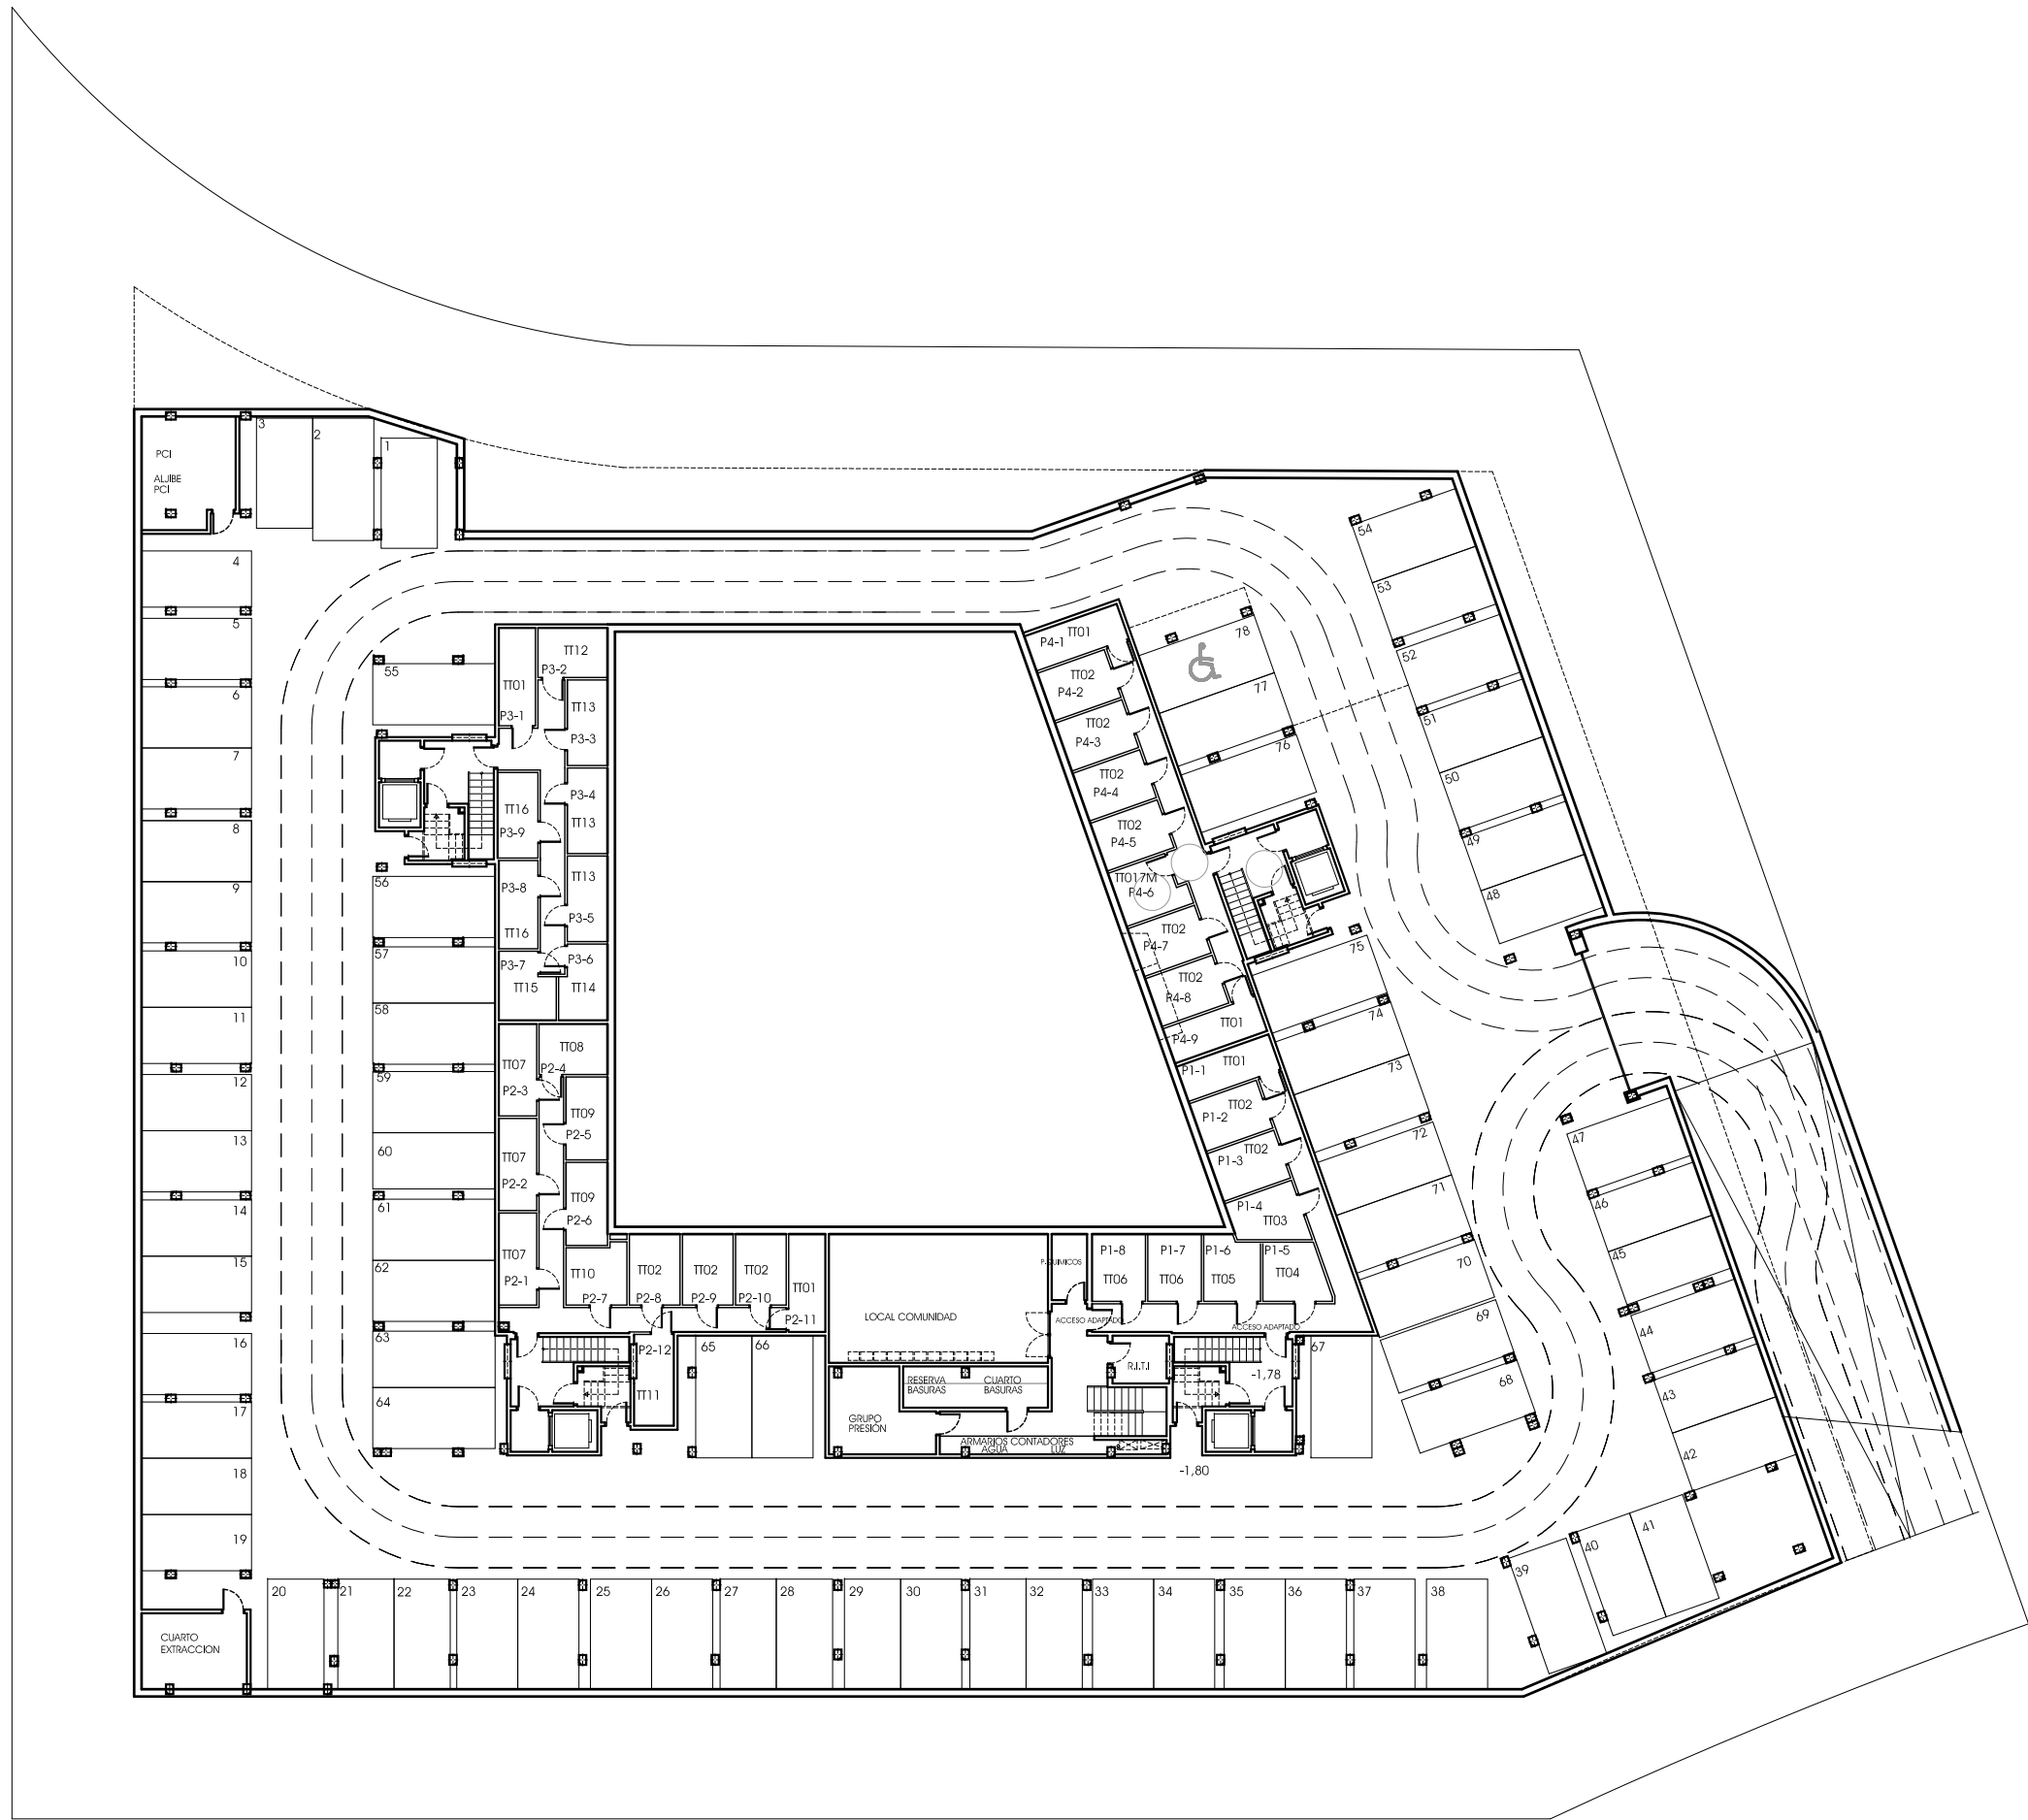 3
2
1
PCI
ALJIBE
PCI
4
5
6
7
8
9
10
11
12
13
14
15
16
17
18
19
CUARTO
EXTRACCION
20
21
22
23
24
25
26
27
28
29
30
31
32
33
34
35
36
37
38
39
40
41
42
43
44
45
46
47
48
49
50
51
52
53
54
55
56
57
58
59
60
61
62
63
64
65
66
67
68
69
70
71
72
73
74
75
76
77
78
TT01
P3-1
TT12
P3-2
TT13
P3-3
P3-4
TT13
TT16
P3-9
TT13
P3-5
P3-8
TT16
P3-7
TT15
P3-6
TT14
TT07
P2-3
TT08
P2-4
TT09
P2-5
TT07
P2-2
TT09
P2-6
TT07
P2-1
TT10
P2-7
TT02
P2-8
TT02
P2-9
TT02
P2-10
TT01
P2-11
P2-12
TT11
LOCAL COMUNIDAD
RESERVA
BASURAS
CUARTO
BASURAS
GRUPO
PRESION
ARMARIOS CONTADORES
AGUA LUZ
P.QUIMICOS
ACCESO ADAPTADO
R.I.T.I
ACCESO ADAPTADO
-1,78
-1,80
P1-8
TT06
P1-7
TT06
P1-6
TT05
P1-5
TT04
TT01
P4-1
TT02
P4-2
TT02
P4-3
TT02
P4-4
TT02
P4-5
TT017M
P4-6
TT02
P4-7
TT02
P4-8
TT01
P4-9
TT01
P1-1
TT02
P1-2
TT02
P1-3
P1-4
TT03